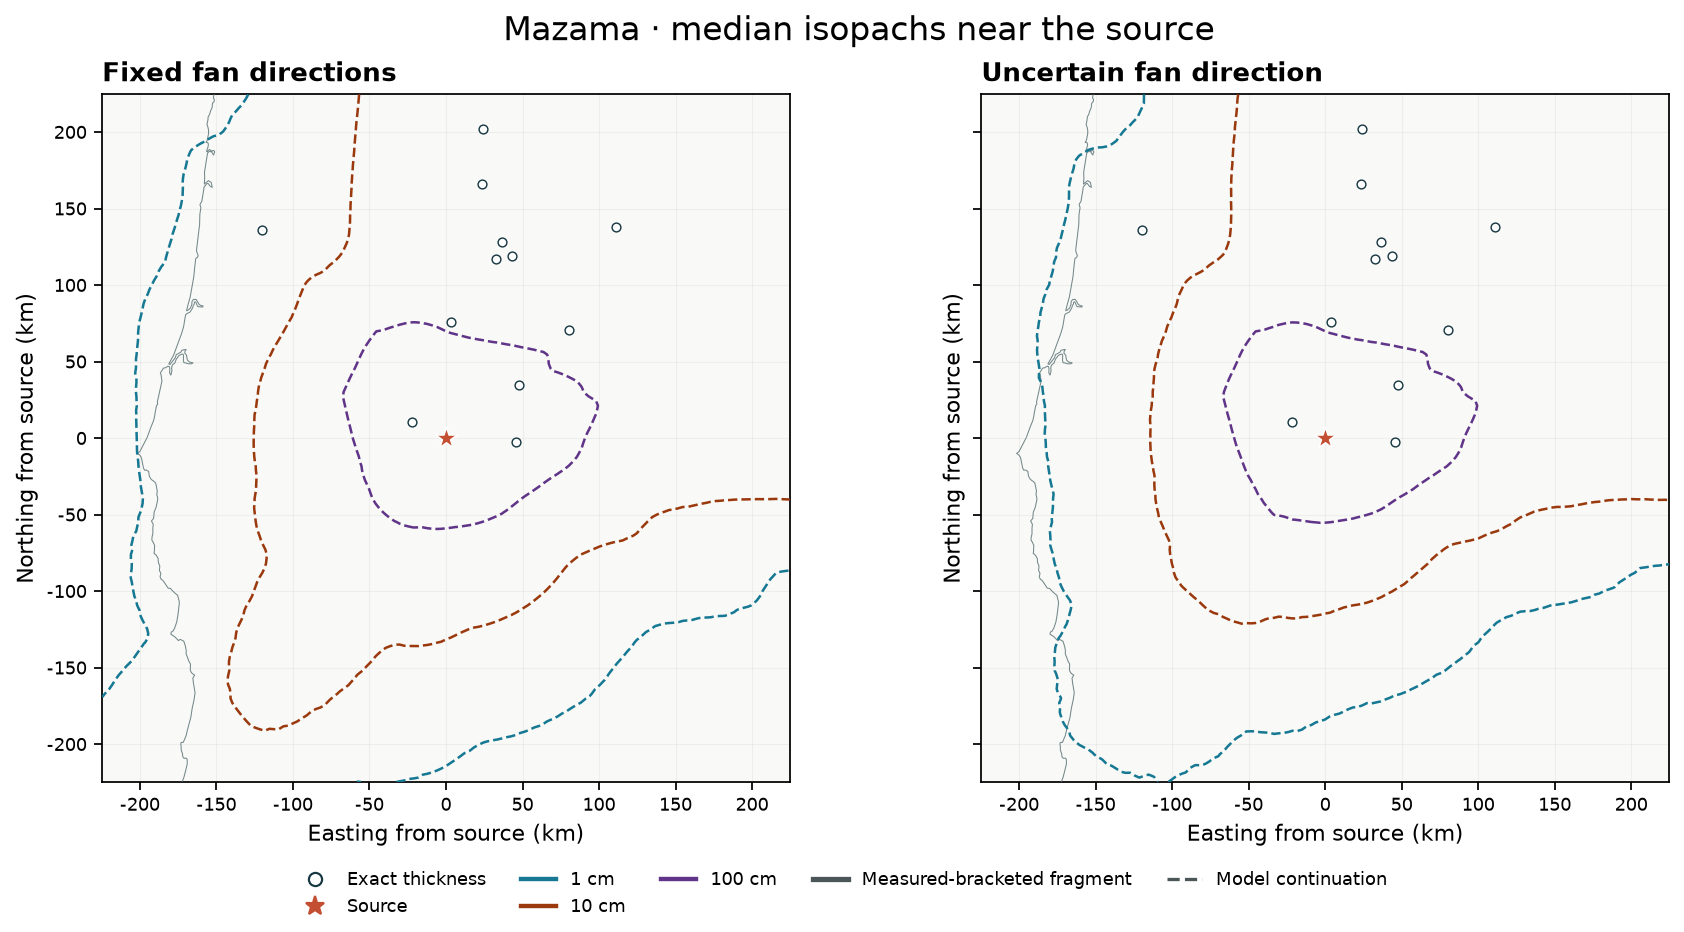 Mazama · median isopachs near the source
Fixed fan directions
Uncertain fan direction
Northing from source (km)
200
150
100
50
0
-50
-100
-150
-200
-200 -150 -100 -50 0 50 100 150 200
Easting from source (km)
Northing from source (km)
-200 -150 -100 -50 0 50 100 150 200
Easting from source (km)
Exact thickness 1 cm 100 cm Measured-bracketed fragment Model continuation
Source 10 cm